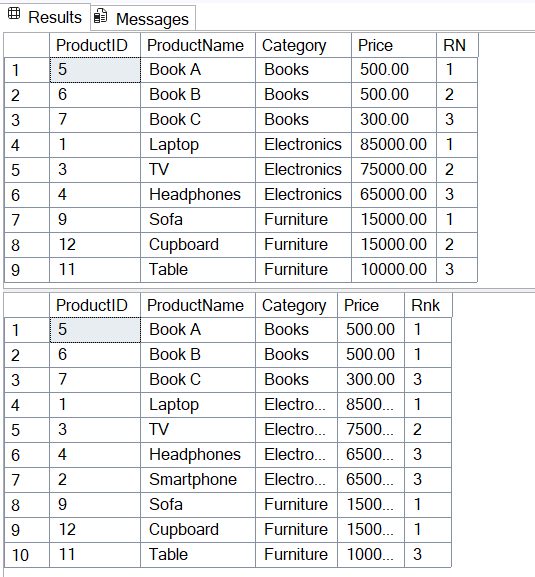 Results Messages
ProductID ProductName Category Price RN
1 5 Book A Books 500.00 1
2 6 Book B Books 500.00 2
3 7 Book C Books 300.00 3
4 1 Laptop Electronics 85000.00 1
5 3 TV Electronics 75000.00 2
6 4 Headphones Electronics 65000.00 3
7 9 Sofa Furniture 15000.00 1
8 12 Cupboard Furniture 15000.00 2
9 11 Table Furniture 10000.00 3
ProductID ProductName Category Price Rnk
1 5 Book A Books 500.00 1
2 6 Book B Books 500.00 1
3 7 Book C Books 300.00 3
4 1 Laptop Electro... 8500... 1
5 3 TV Electro... 7500... 2
6 4 Headphones Electro... 6500... 3
7 2 Smartphone Electro... 6500... 3
8 9 Sofa Furniture 1500... 1
9 12 Cupboard Furniture 1500... 1
10 11 Table Furniture 1000... 3